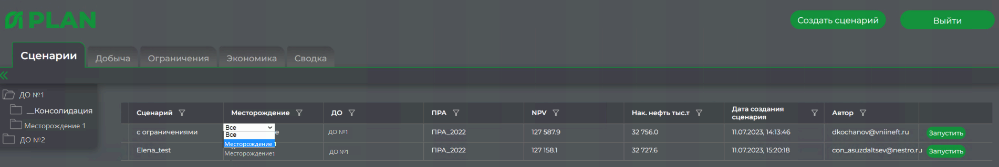 PLAN
Создать сценарий
Выйти
Сценарии
Добыча
Ограничения
Экономика
Сводка
ДО №1
__Консолидация
Месторождение 1
ДО №2
Сценарий
Месторождение
ДО
ПРА
NPV
Нак. нефть тыс.т
Дата создания
сценария
Автор
с ограничениями
Все
Все
Месторождение 1
ДО №1
ПРА_2022
127 587.9
32 756.0
11.07.2023, 14:13:46
dkochanov@vniineft.ru
Запустить
Elena_test
Месторождение1
ДО №1
ПРА_2022
127 158.1
32 727.6
11.07.2023, 15:20:18
con_asuzdaltsev@nestro.ru
Запустить